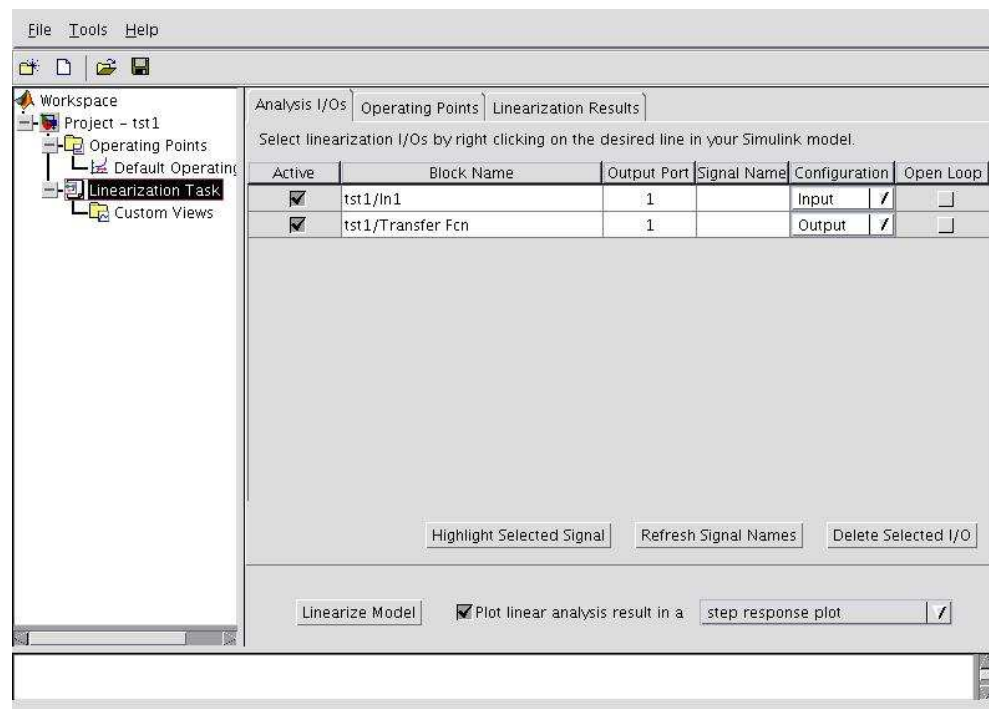 File Tools Help
Workspace
Project - tst1
Operating Points
Default Operating
Linearization Task
Custom Views
Analysis I/Os Operating Points Linearization Results
Select linearization I/Os by right clicking on the desired line in your Simulink model.
Active Block Name Output Port Signal Name Configuration Open Loop
tst1/In1 1 Input
tst1/Transfer Fcn 1 Output
Highlight Selected Signal Refresh Signal Names Delete Selected I/O
Linearize Model Plot linear analysis result in a step response plot